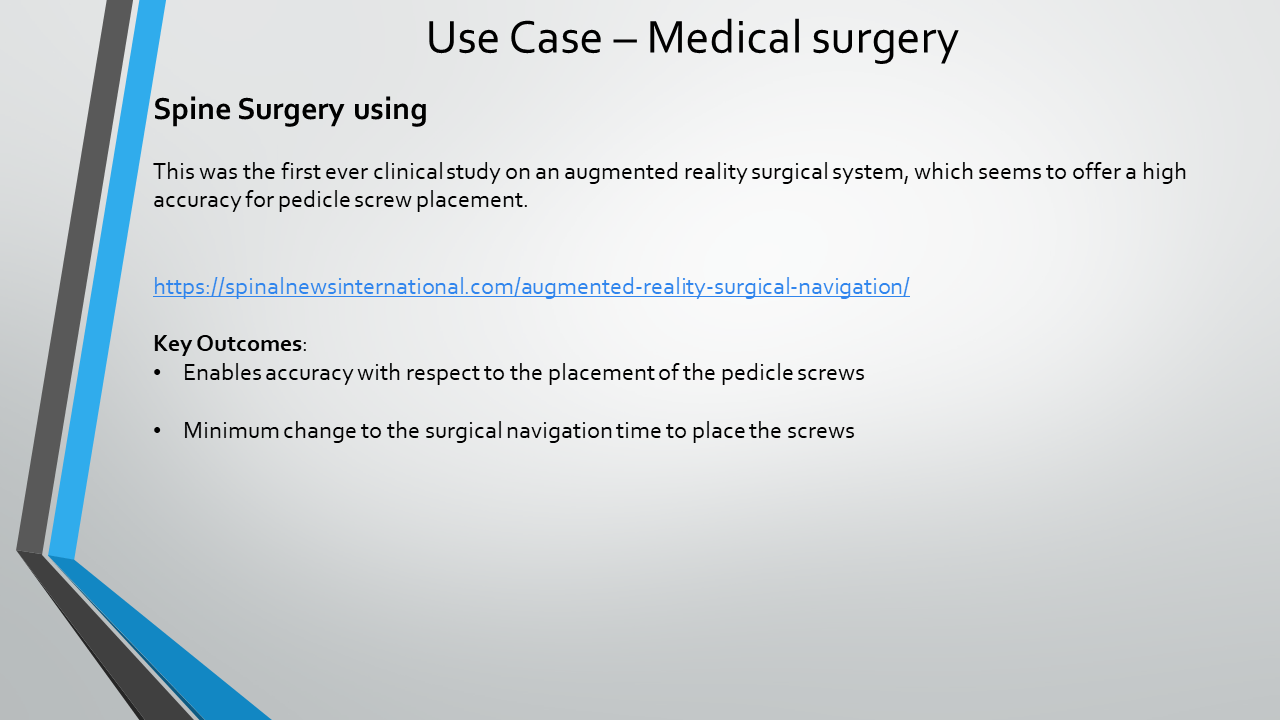 Use Case – Medical surgery
Spine Surgery using
This was the first ever clinical study on an augmented reality surgical system, which seems to offer a high
accuracy for pedicle screw placement.
https://spinalnewsinternational.com/augmented-reality-surgical-navigation/
Key Outcomes:
• Enables accuracy with respect to the placement of the pedicle screws
• Minimum change to the surgical navigation time to place the screws